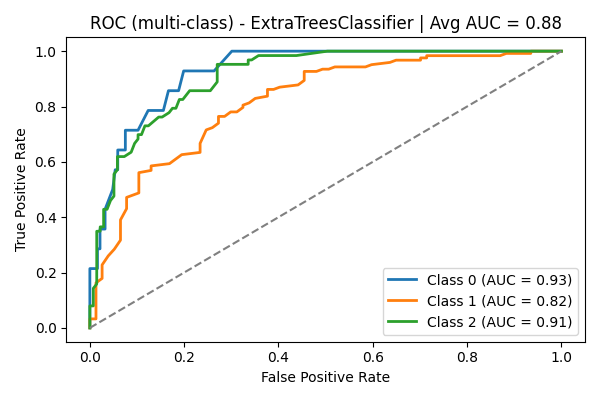 ROC (multi-class) - ExtraTreesClassifier | Avg AUC = 0.88
True Positive Rate
1.0
0.8
0.6
0.4
0.2
0.0
Class 0 (AUC = 0.93)
Class 1 (AUC = 0.82)
Class 2 (AUC = 0.91)
0.0 0.2 0.4 0.6 0.8 1.0
False Positive Rate